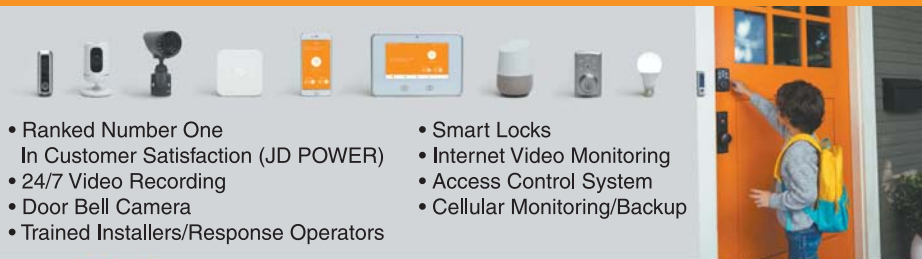 • Ranked Number One
In Customer Satisfaction (JD POWER)
• 24/7 Video Recording
• Door Bell Camera
• Trained Installers/Response Operators
• Smart Locks
• Internet Video Monitoring
• Access Control System
• Cellular Monitoring/Backup